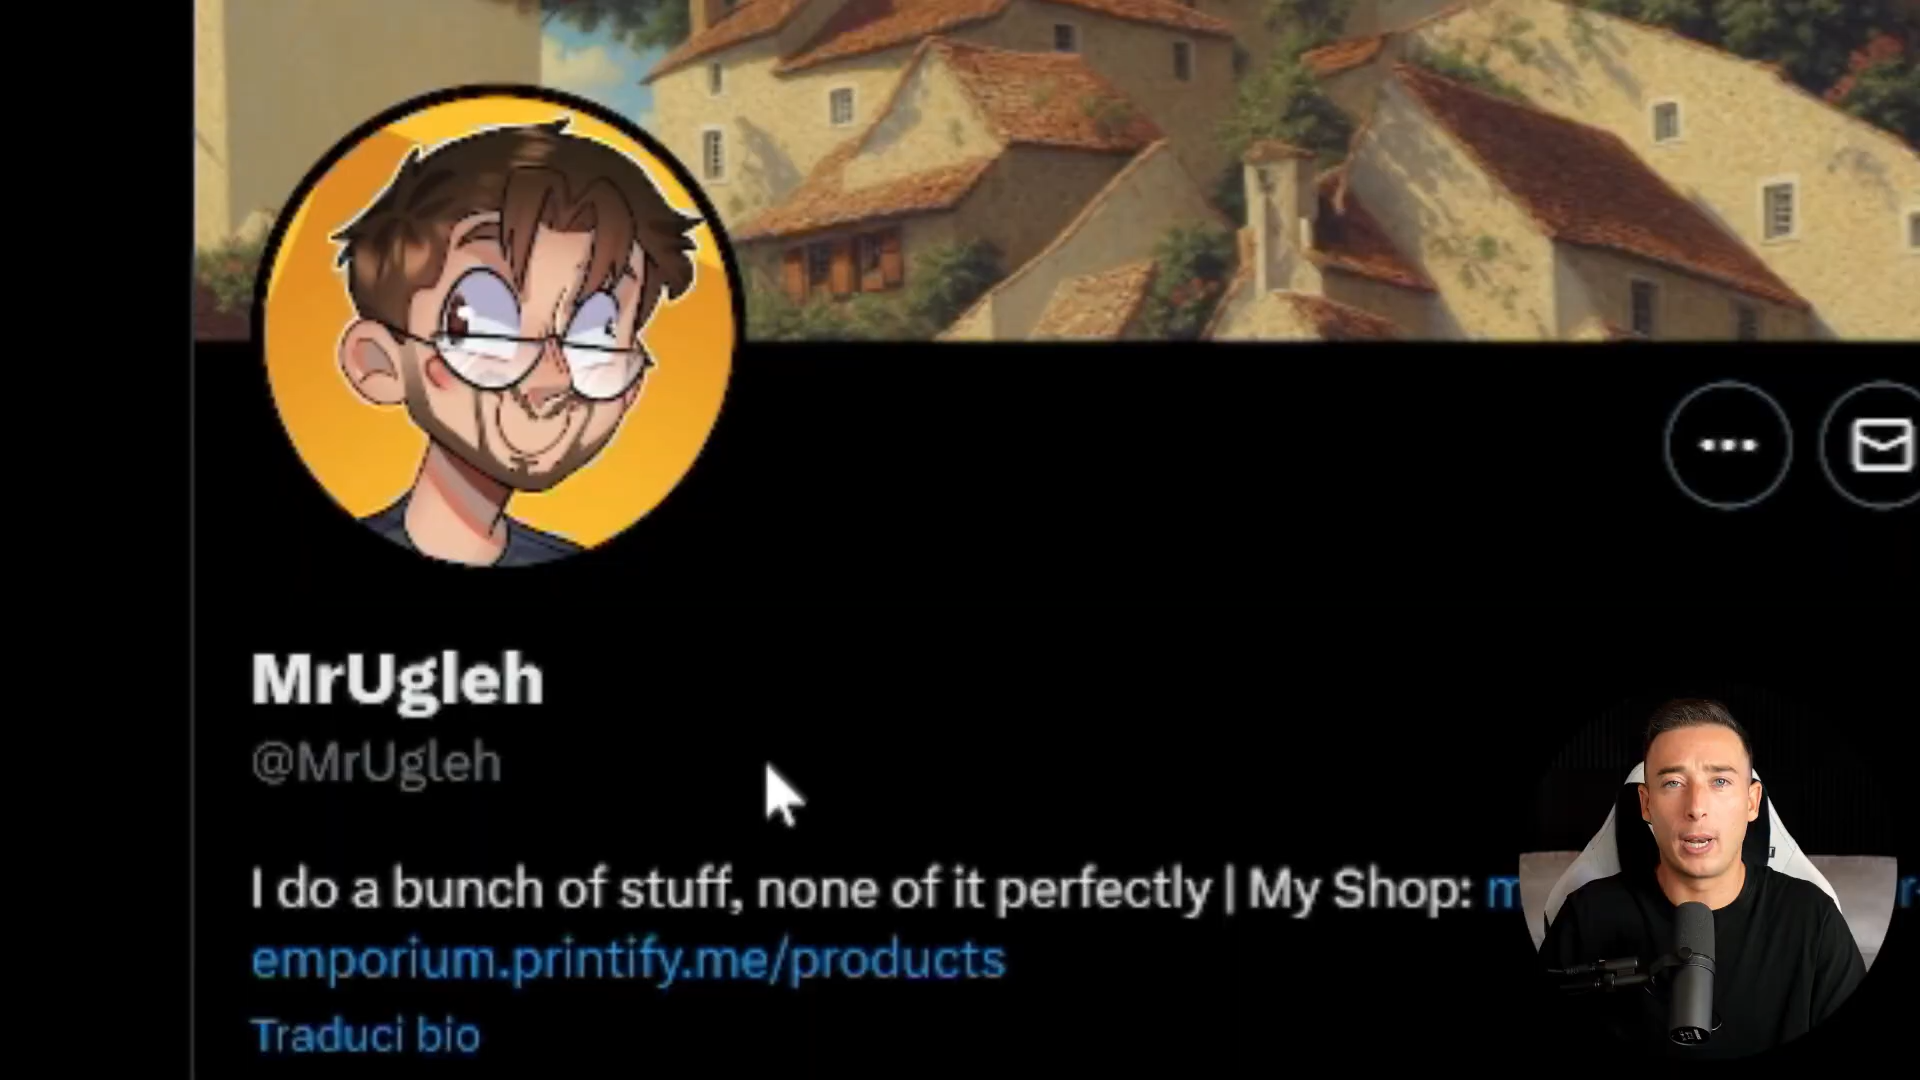 MrUgleh
@MrUgleh
I do a bunch of stuff, none of it perfectly | My Shop:
emporium.printify.me/products
Traduci bio